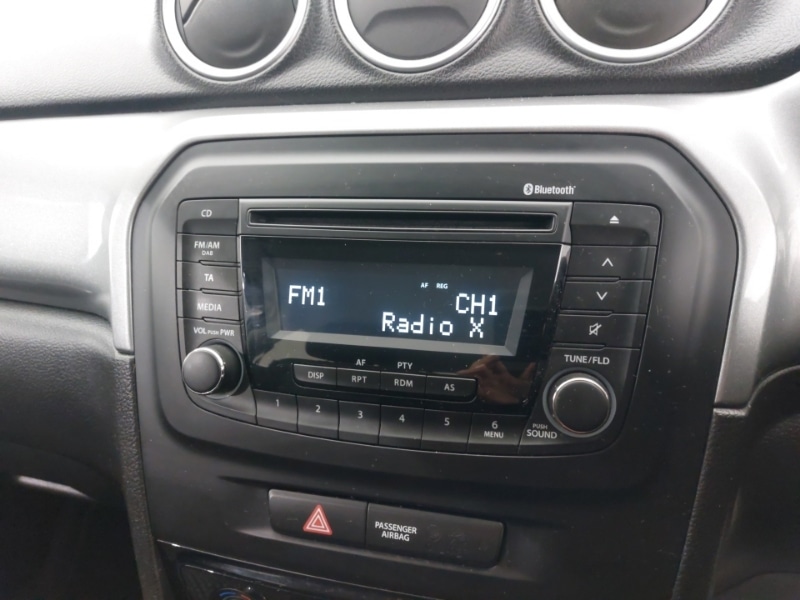 Bluetooth
CD
FM/AM
DAB
TA
MEDIA
VOL PUSH PWR
FM1
AF REG
CH1
Radio X
AF PTY
DISP RPT RDM AS
1 2 3 4 5 6
MENU
TUNE/FLD
PUSH
SOUND
PASSENGER
AIRBAG